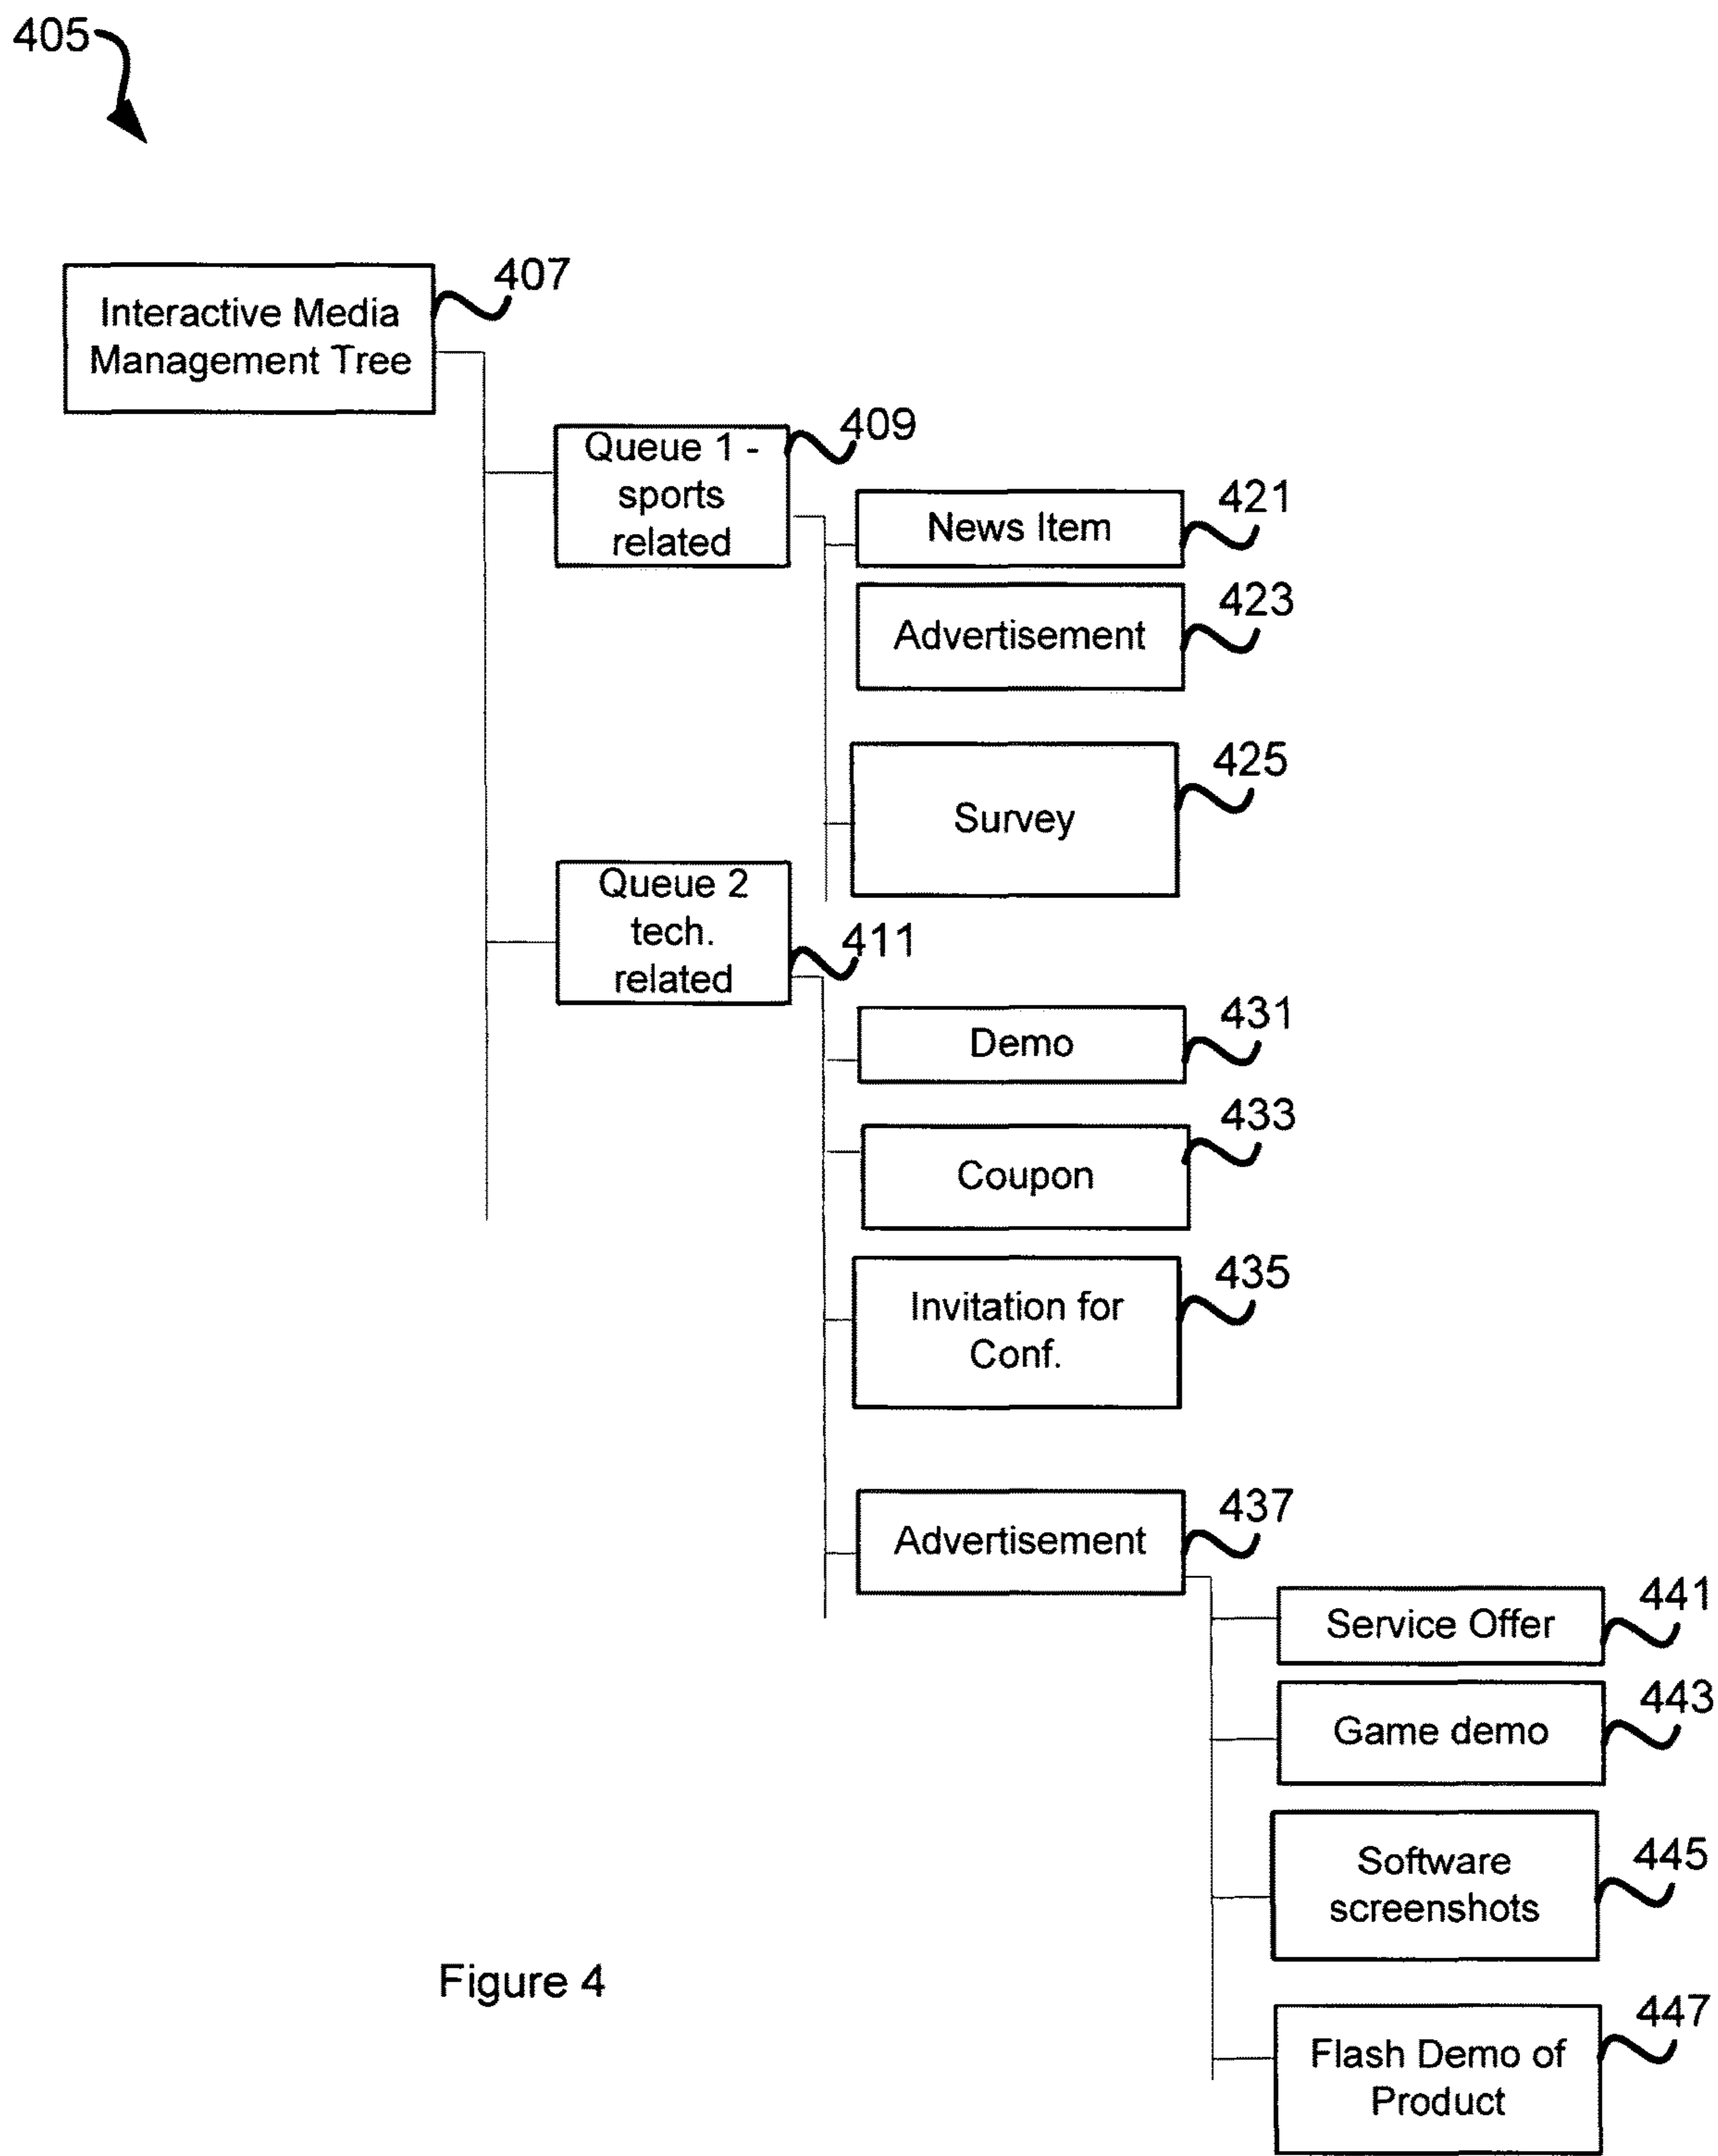 405
407
Interactive Media
Management Tree
409
Queue 1 -
sports
related
421
News Item
423
Advertisement
425
Survey
Queue 2
tech.
related
411
431
Demo
433
Coupon
435
Invitation for
Conf.
437
Advertisement
441
Service Offer
443
Game demo
445
Software
screenshots
447
Flash Demo of
Product
Figure 4